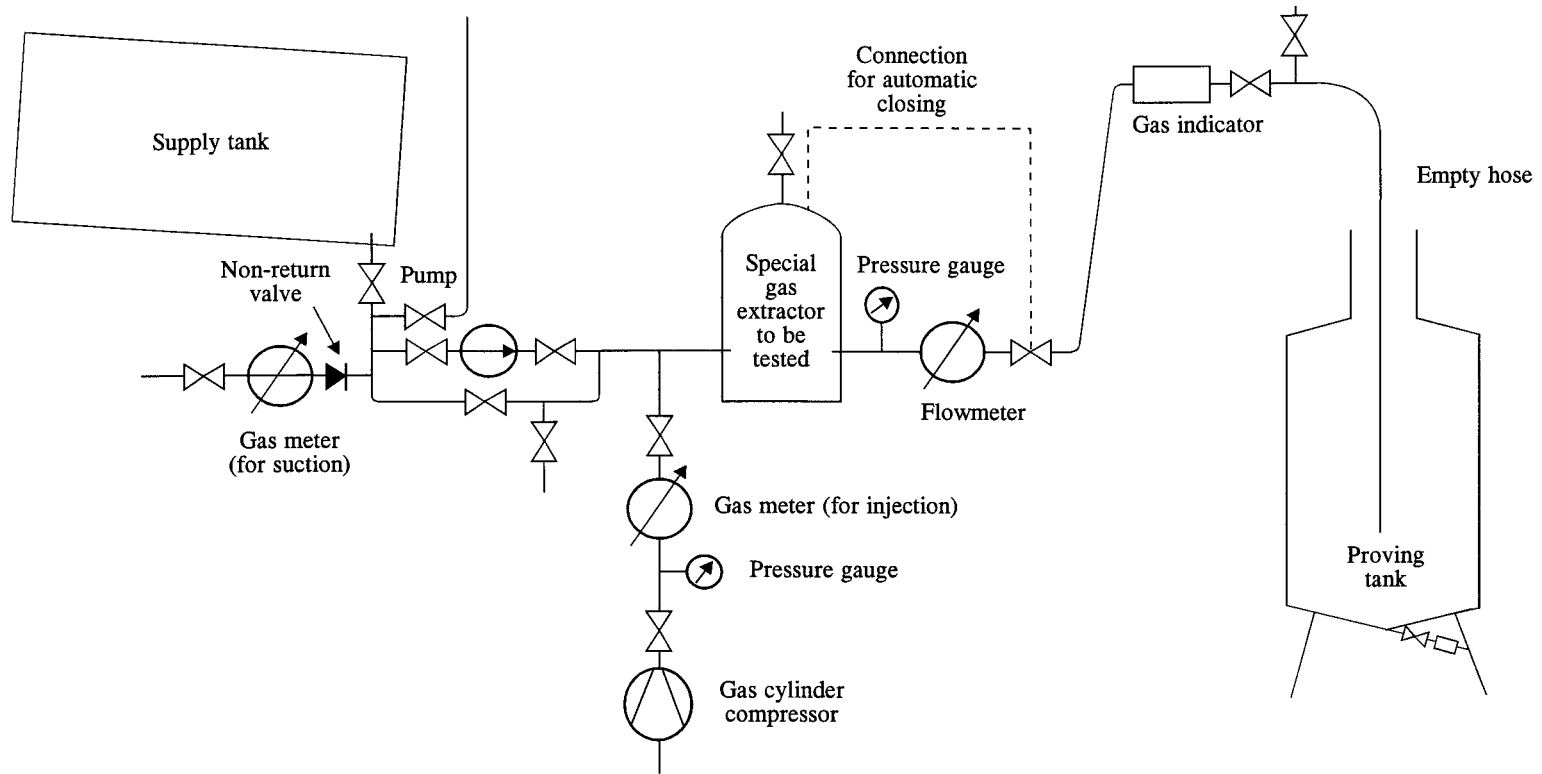 Connection
for automatic
closing
Gas indicator
Supply tank
Empty hose
Non-return
valve
Pump
Special
gas
extractor
to be
tested
Pressure gauge
Flowmeter
Gas meter
(for suction)
Gas meter (for injection)
Pressure gauge
Proving
tank
Gas cylinder
compressor